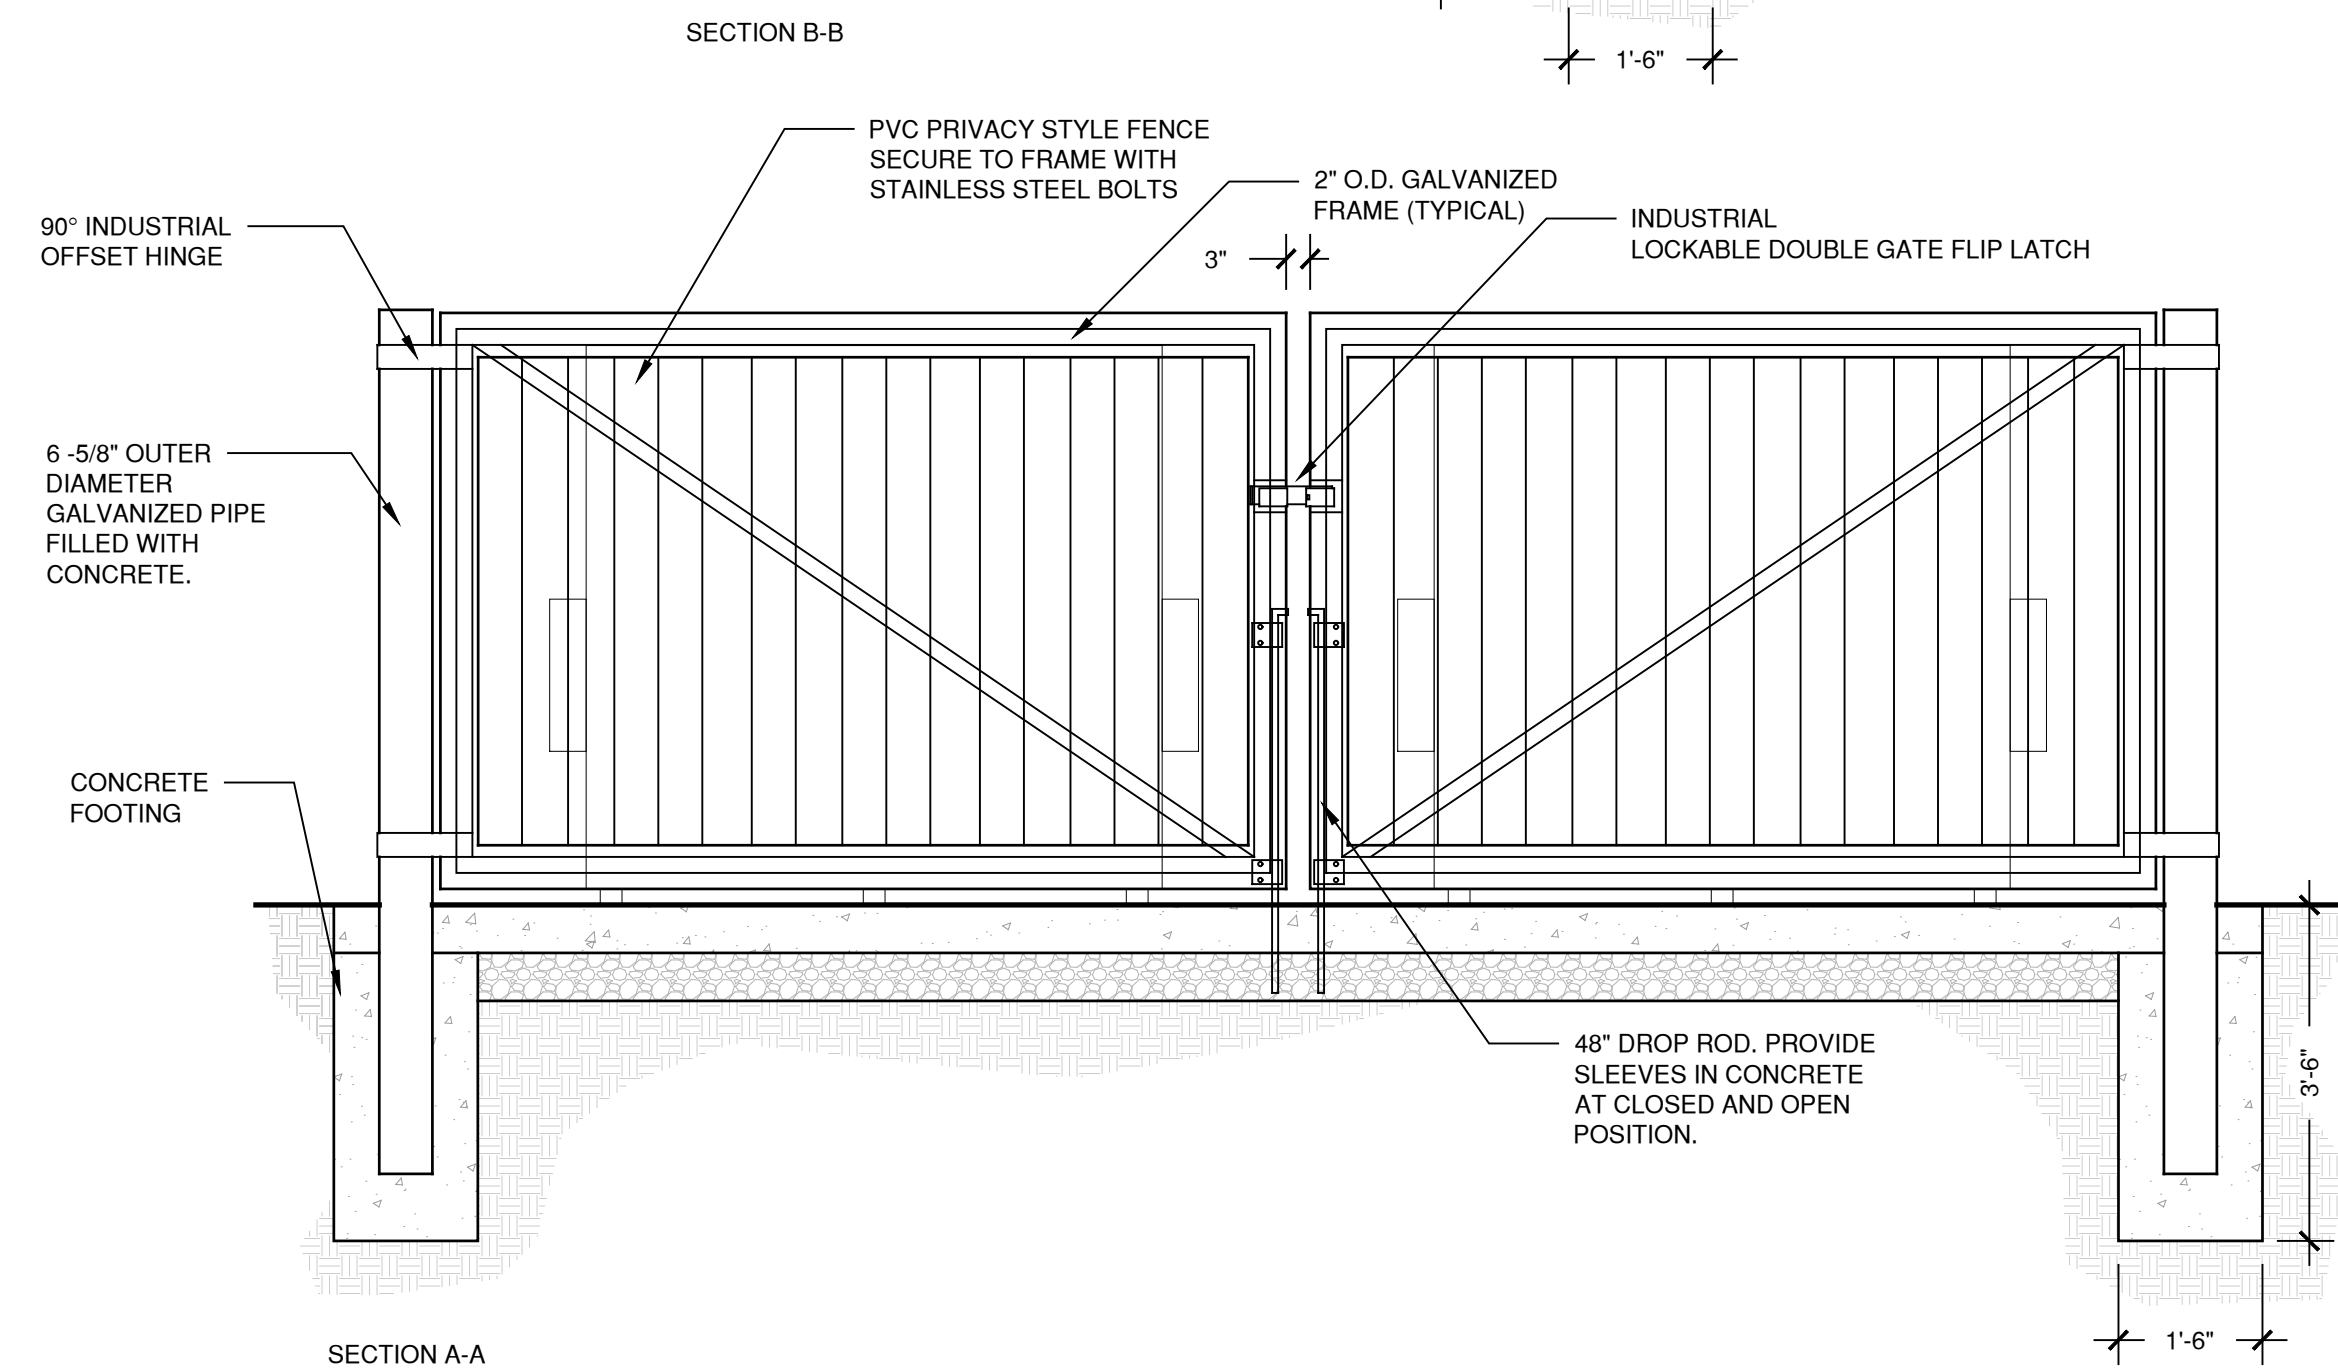 SECTION B-B
1'-6"
PVC PRIVACY STYLE FENCE
SECURE TO FRAME WITH
STAINLESS STEEL BOLTS
2" O.D. GALVANIZED
FRAME (TYPICAL)
INDUSTRIAL
LOCKABLE DOUBLE GATE FLIP LATCH
90° INDUSTRIAL
OFFSET HINGE
3"
6 -5/8" OUTER
DIAMETER
GALVANIZED PIPE
FILLED WITH
CONCRETE.
CONCRETE
FOOTING
48" DROP ROD. PROVIDE
SLEEVES IN CONCRETE
AT CLOSED AND OPEN
POSITION.
3'-6"
1'-6"
SECTION A-A